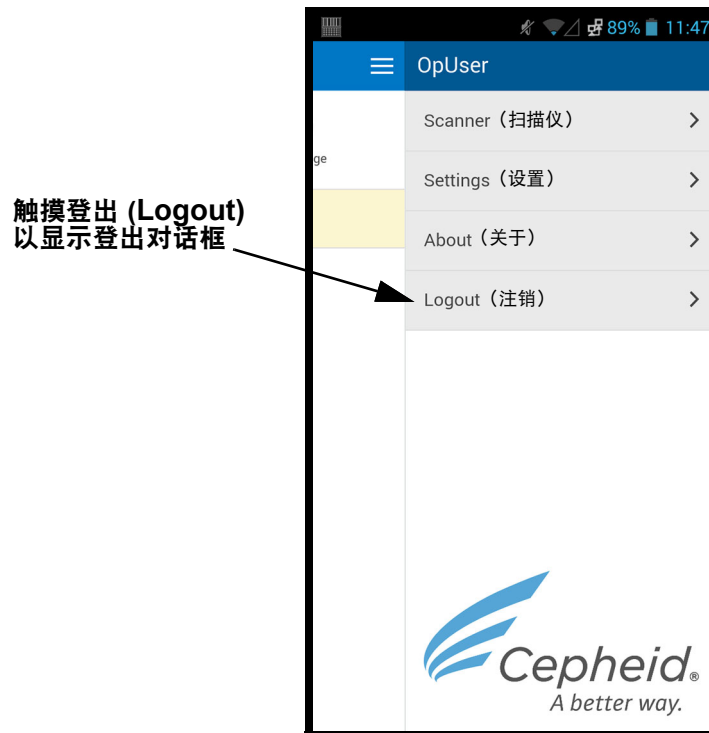 89% 11:47
OpUser
Scanner（扫描仪）
ge
Settings（设置）
触摸登出 (Logout)
以显示登出对话框
About（关于）
Logout（注销）
Cepheid®
A better way.